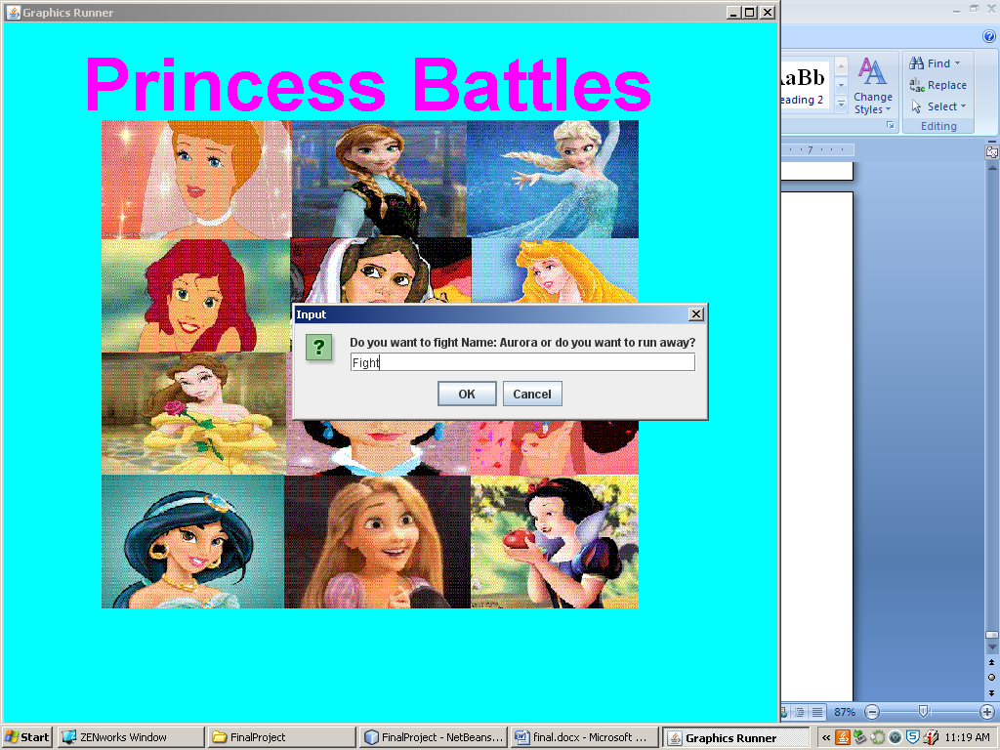 Graphics Runner
Princess Battles
AaBb
eading 2
Change
Styles
Find
Replace
Select
Editing
7
Input
Do you want to fight Name: Aurora or do you want to run away?
Fight
OK
Cancel
87%
Start
ZENworks Window
FinalProject
FinalProject - NetBeans...
final.docx - Microsoft ...
Graphics Runner
11:19 AM